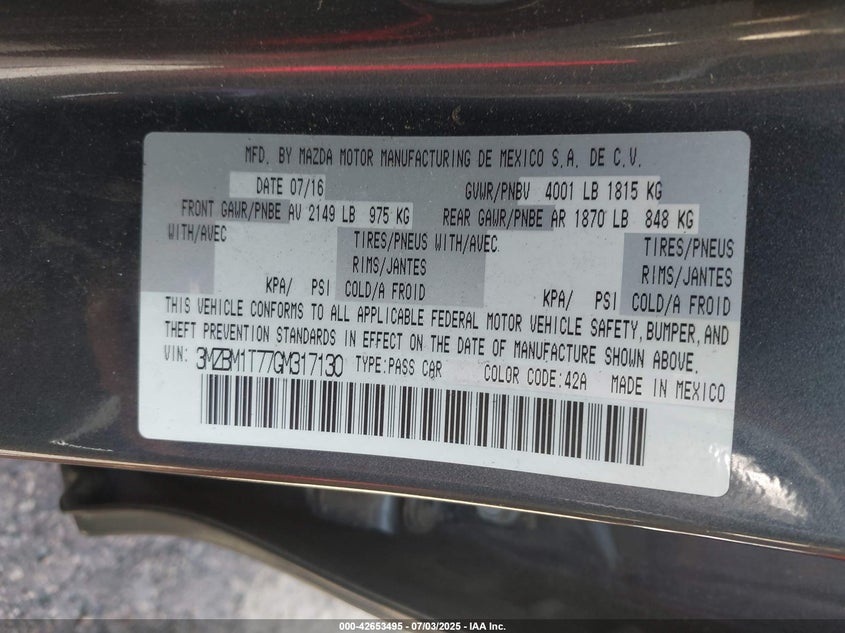 MFD. BY MAZDA MOTOR MANUFACTURING DE MEXICO S.A. DE C.V.
DATE 07/16 GVWR/PNBV 4001 LB 1815 KG
FRONT GAWR/PNBE AV 2149 LB 975 KG REAR GAWR/PNBE AR 1870 LB 848 KG
WITH/AVEC TIRES/PNEUS WITH/AVEC TIRES/PNEUS
RIMS/JANTES RIMS/JANTES
KPA/ PSI COLD/A FROID KPA/ PSI COLD/A FROID
THIS VEHICLE CONFORMS TO ALL APPLICABLE FEDERAL MOTOR VEHICLE SAFETY, BUMPER, AND
THEFT PREVENTION STANDARDS IN EFFECT ON THE DATE OF MANUFACTURE SHOWN ABOVE.
VIN: 3MZBM1T77GM317130 TYPE:PASS CAR COLOR CODE:42A MADE IN MEXICO
000-42653495 - 07/03/2025 - IAA Inc.